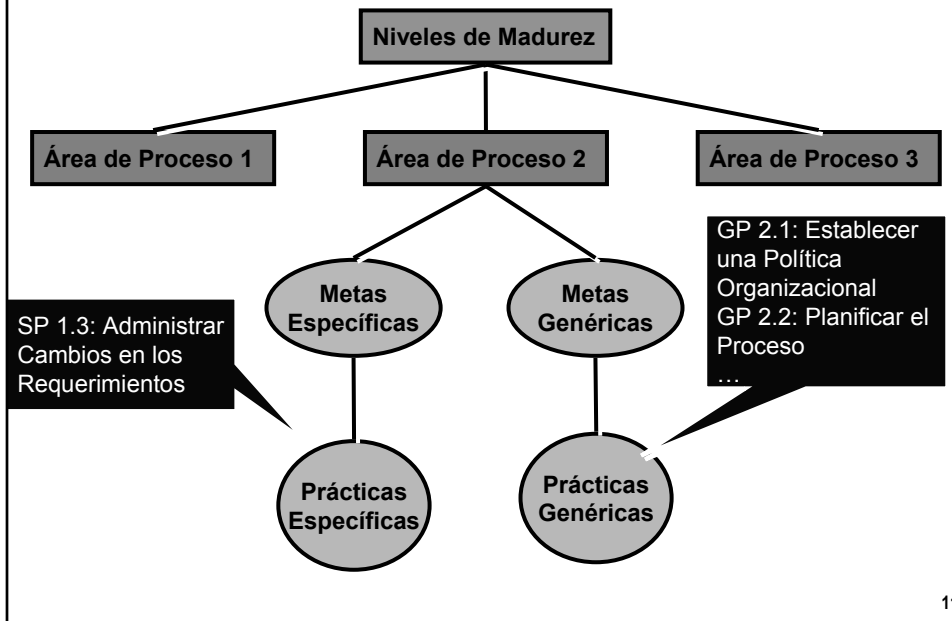 Niveles de Madurez
Área de Proceso 1
Área de Proceso 2
Área de Proceso 3
GP 2.1: Establecer
una Política
Organizacional
GP 2.2: Planificar el
Proceso
…
Metas
Específicas
Metas
Genéricas
SP 1.3: Administrar
Cambios en los
Requerimientos
Prácticas
Específicas
Prácticas
Genéricas